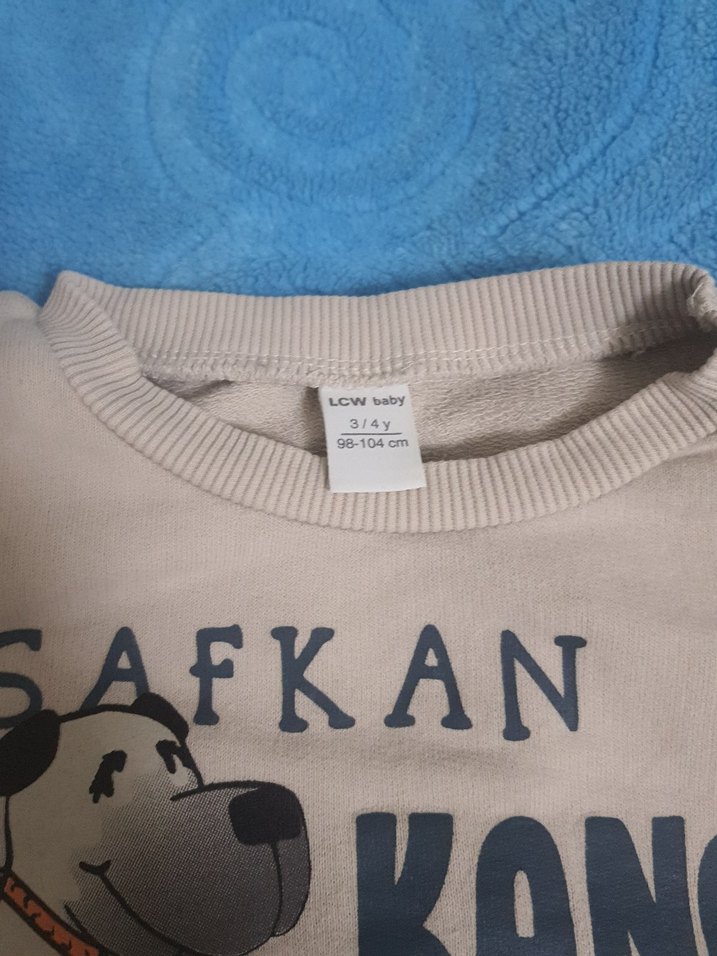 LCW baby
3 / 4 y
98-104 cm
SAFKAN